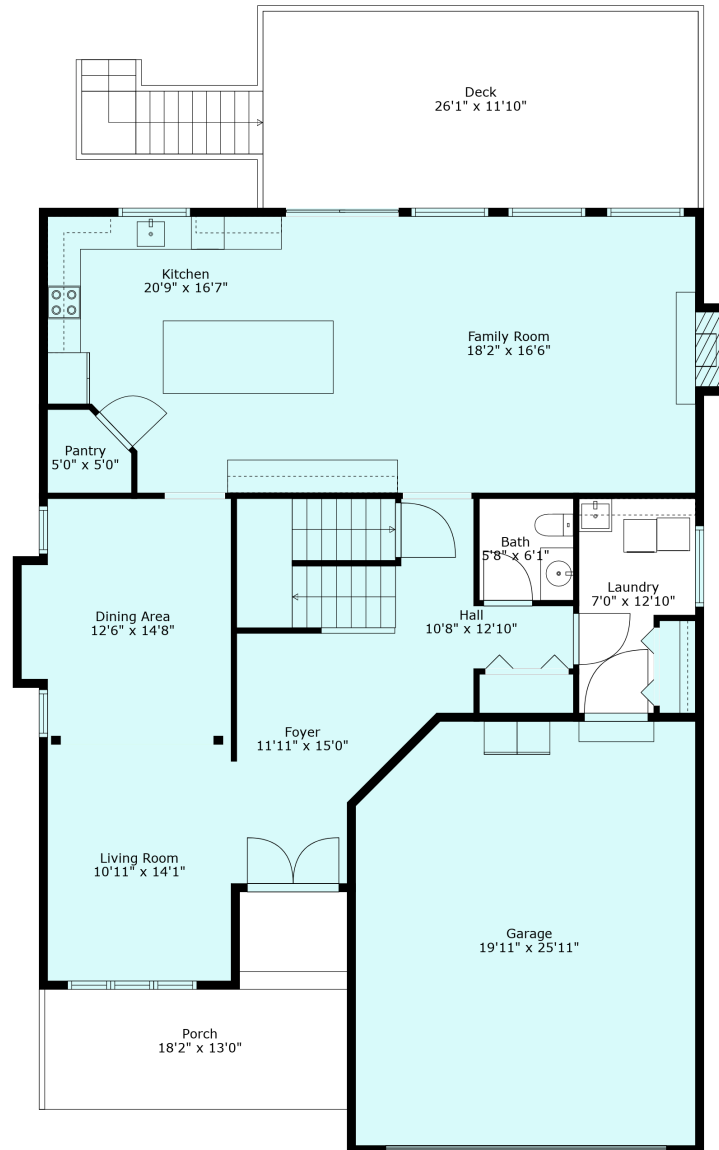 Deck
26'1" x 11'10"
Kitchen
20'9" x 16'7"
Family Room
18'2" x 16'6"
Pantry
5'0" x 5'0"
Bath
5'8" x 6'1"
Laundry
7'0" x 12'10"
Dining Area
12'6" x 14'8"
Hall
10'8" x 12'10"
Foyer
11'11" x 15'0"
Living Room
10'11" x 14'1"
Garage
19'11" x 25'11"
Porch
18'2" x 13'0"